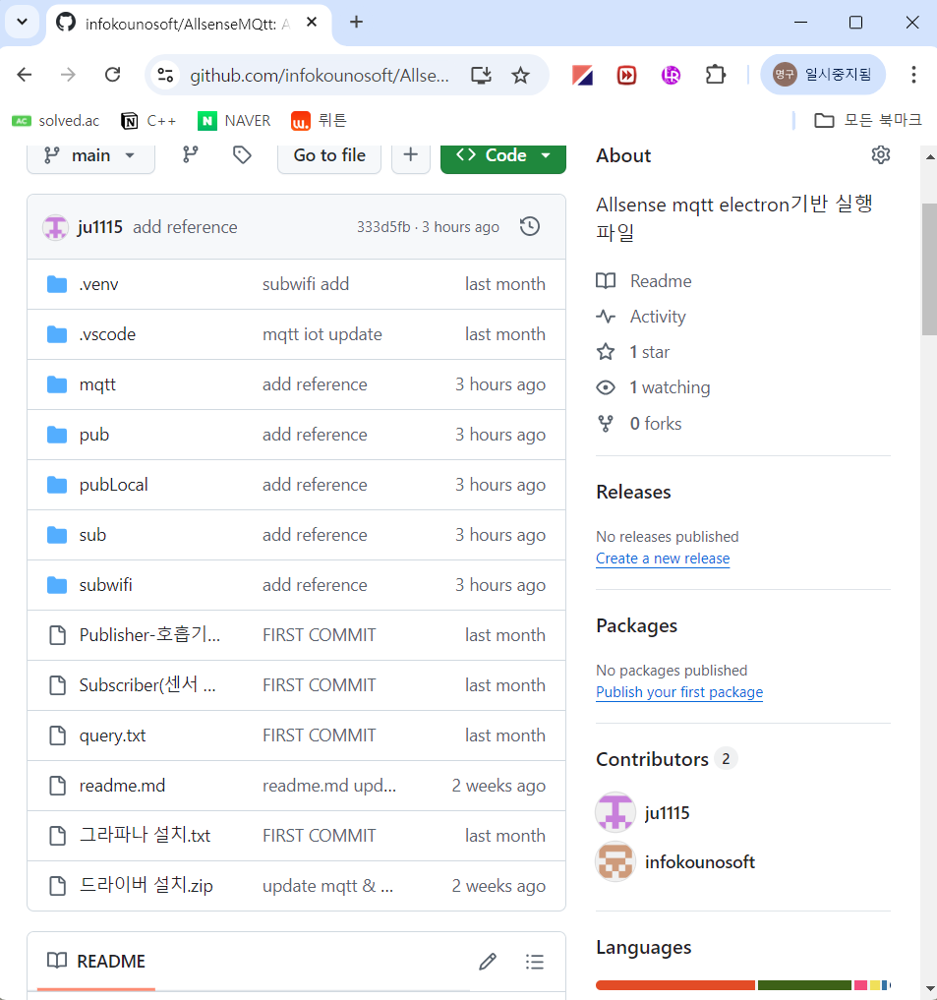 infokounosoft/AllsenseMQtt: A
github.com/infokounosoft/Allse...
명구
일시중지됨
solved.ac
C++
NAVER
뤼튼
모든 북마크
main
Go to file
Code
ju1115 add reference 333d5fb · 3 hours ago
.venv subwifi add last month
.vscode mqtt iot update last month
mqtt add reference 3 hours ago
pub add reference 3 hours ago
pubLocal add reference 3 hours ago
sub add reference 3 hours ago
subwifi add reference 3 hours ago
Publisher-호흡기... FIRST COMMIT last month
Subscriber(센서 ... FIRST COMMIT last month
query.txt FIRST COMMIT last month
readme.md readme.md upd... 2 weeks ago
그라파나 설치.txt FIRST COMMIT last month
드라이버 설치.zip update mqtt & ... 2 weeks ago
README
About
Allsense mqtt electron기반 실행
파일
Readme
Activity
1 star
1 watching
0 forks
Releases
No releases published
Create a new release
Packages
No packages published
Publish your first package
Contributors 2
ju1115
infokounosoft
Languages